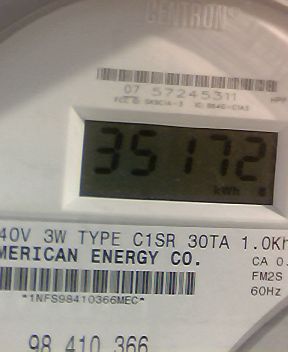 CENTRON
07 57245311
35172
kWh
40V 3W TYPE C1SR 30TA 1.0Kh
MERICAN ENERGY CO.
CA 0.
FM2S
60Hz
*1NFS98410366MEC*
98 410 366